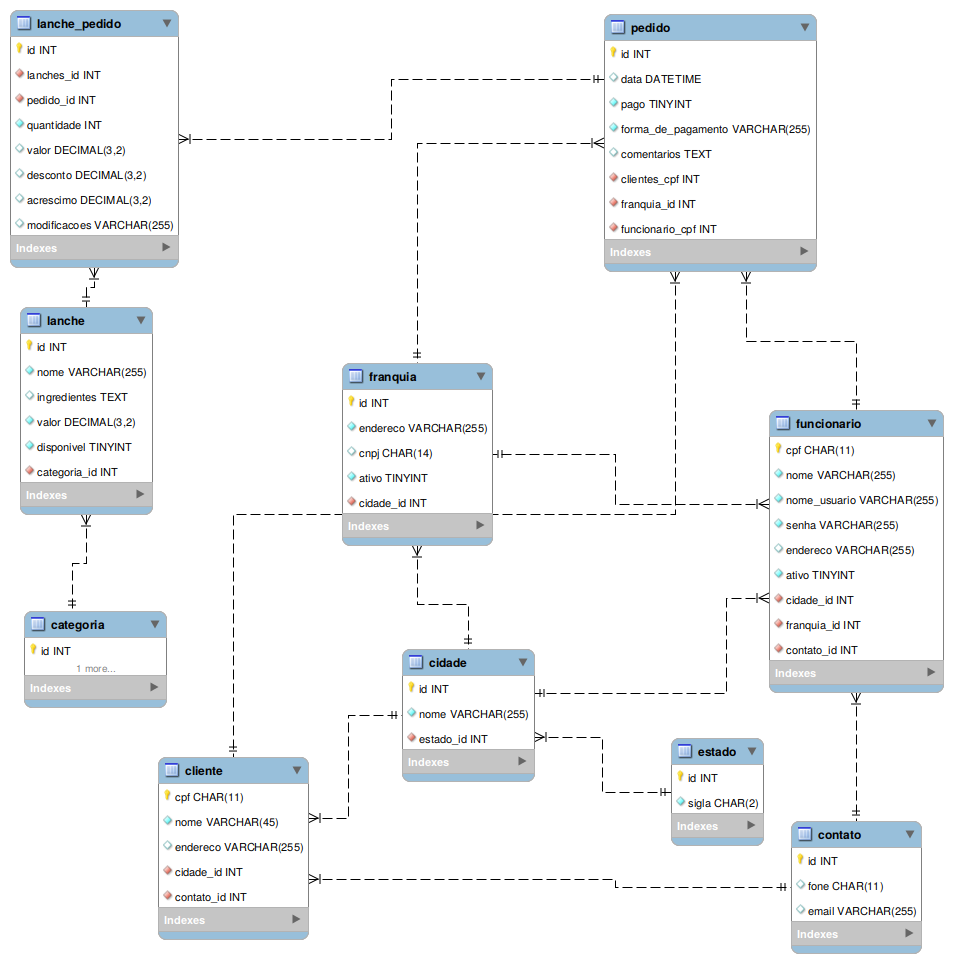 lanche_pedido
id INT
lanches_id INT
pedido_id INT
quantidade INT
valor DECIMAL(3,2)
desconto DECIMAL(3,2)
acrescimo DECIMAL(3,2)
modificacoes VARCHAR(255)
Indexes
pedido
id INT
data DATETIME
pago TINYINT
forma_de_pagamento VARCHAR(255)
comentarios TEXT
clientes_cpf INT
franquia_id INT
funcionario_cpf INT
Indexes
lanche
id INT
nome VARCHAR(255)
ingredientes TEXT
valor DECIMAL(3,2)
disponivel TINYINT
categoria_id INT
Indexes
franquia
id INT
endereco VARCHAR(255)
cnpj CHAR(14)
ativo TINYINT
cidade_id INT
Indexes
funcionario
cpf CHAR(11)
nome VARCHAR(255)
nome_usuario VARCHAR(255)
senha VARCHAR(255)
endereco VARCHAR(255)
ativo TINYINT
cidade_id INT
franquia_id INT
contato_id INT
Indexes
categoria
id INT
1 more...
Indexes
cidade
id INT
nome VARCHAR(255)
estado_id INT
Indexes
estado
id INT
sigla CHAR(2)
Indexes
cliente
cpf CHAR(11)
nome VARCHAR(45)
endereco VARCHAR(255)
cidade_id INT
contato_id INT
Indexes
contato
id INT
fone CHAR(11)
email VARCHAR(255)
Indexes